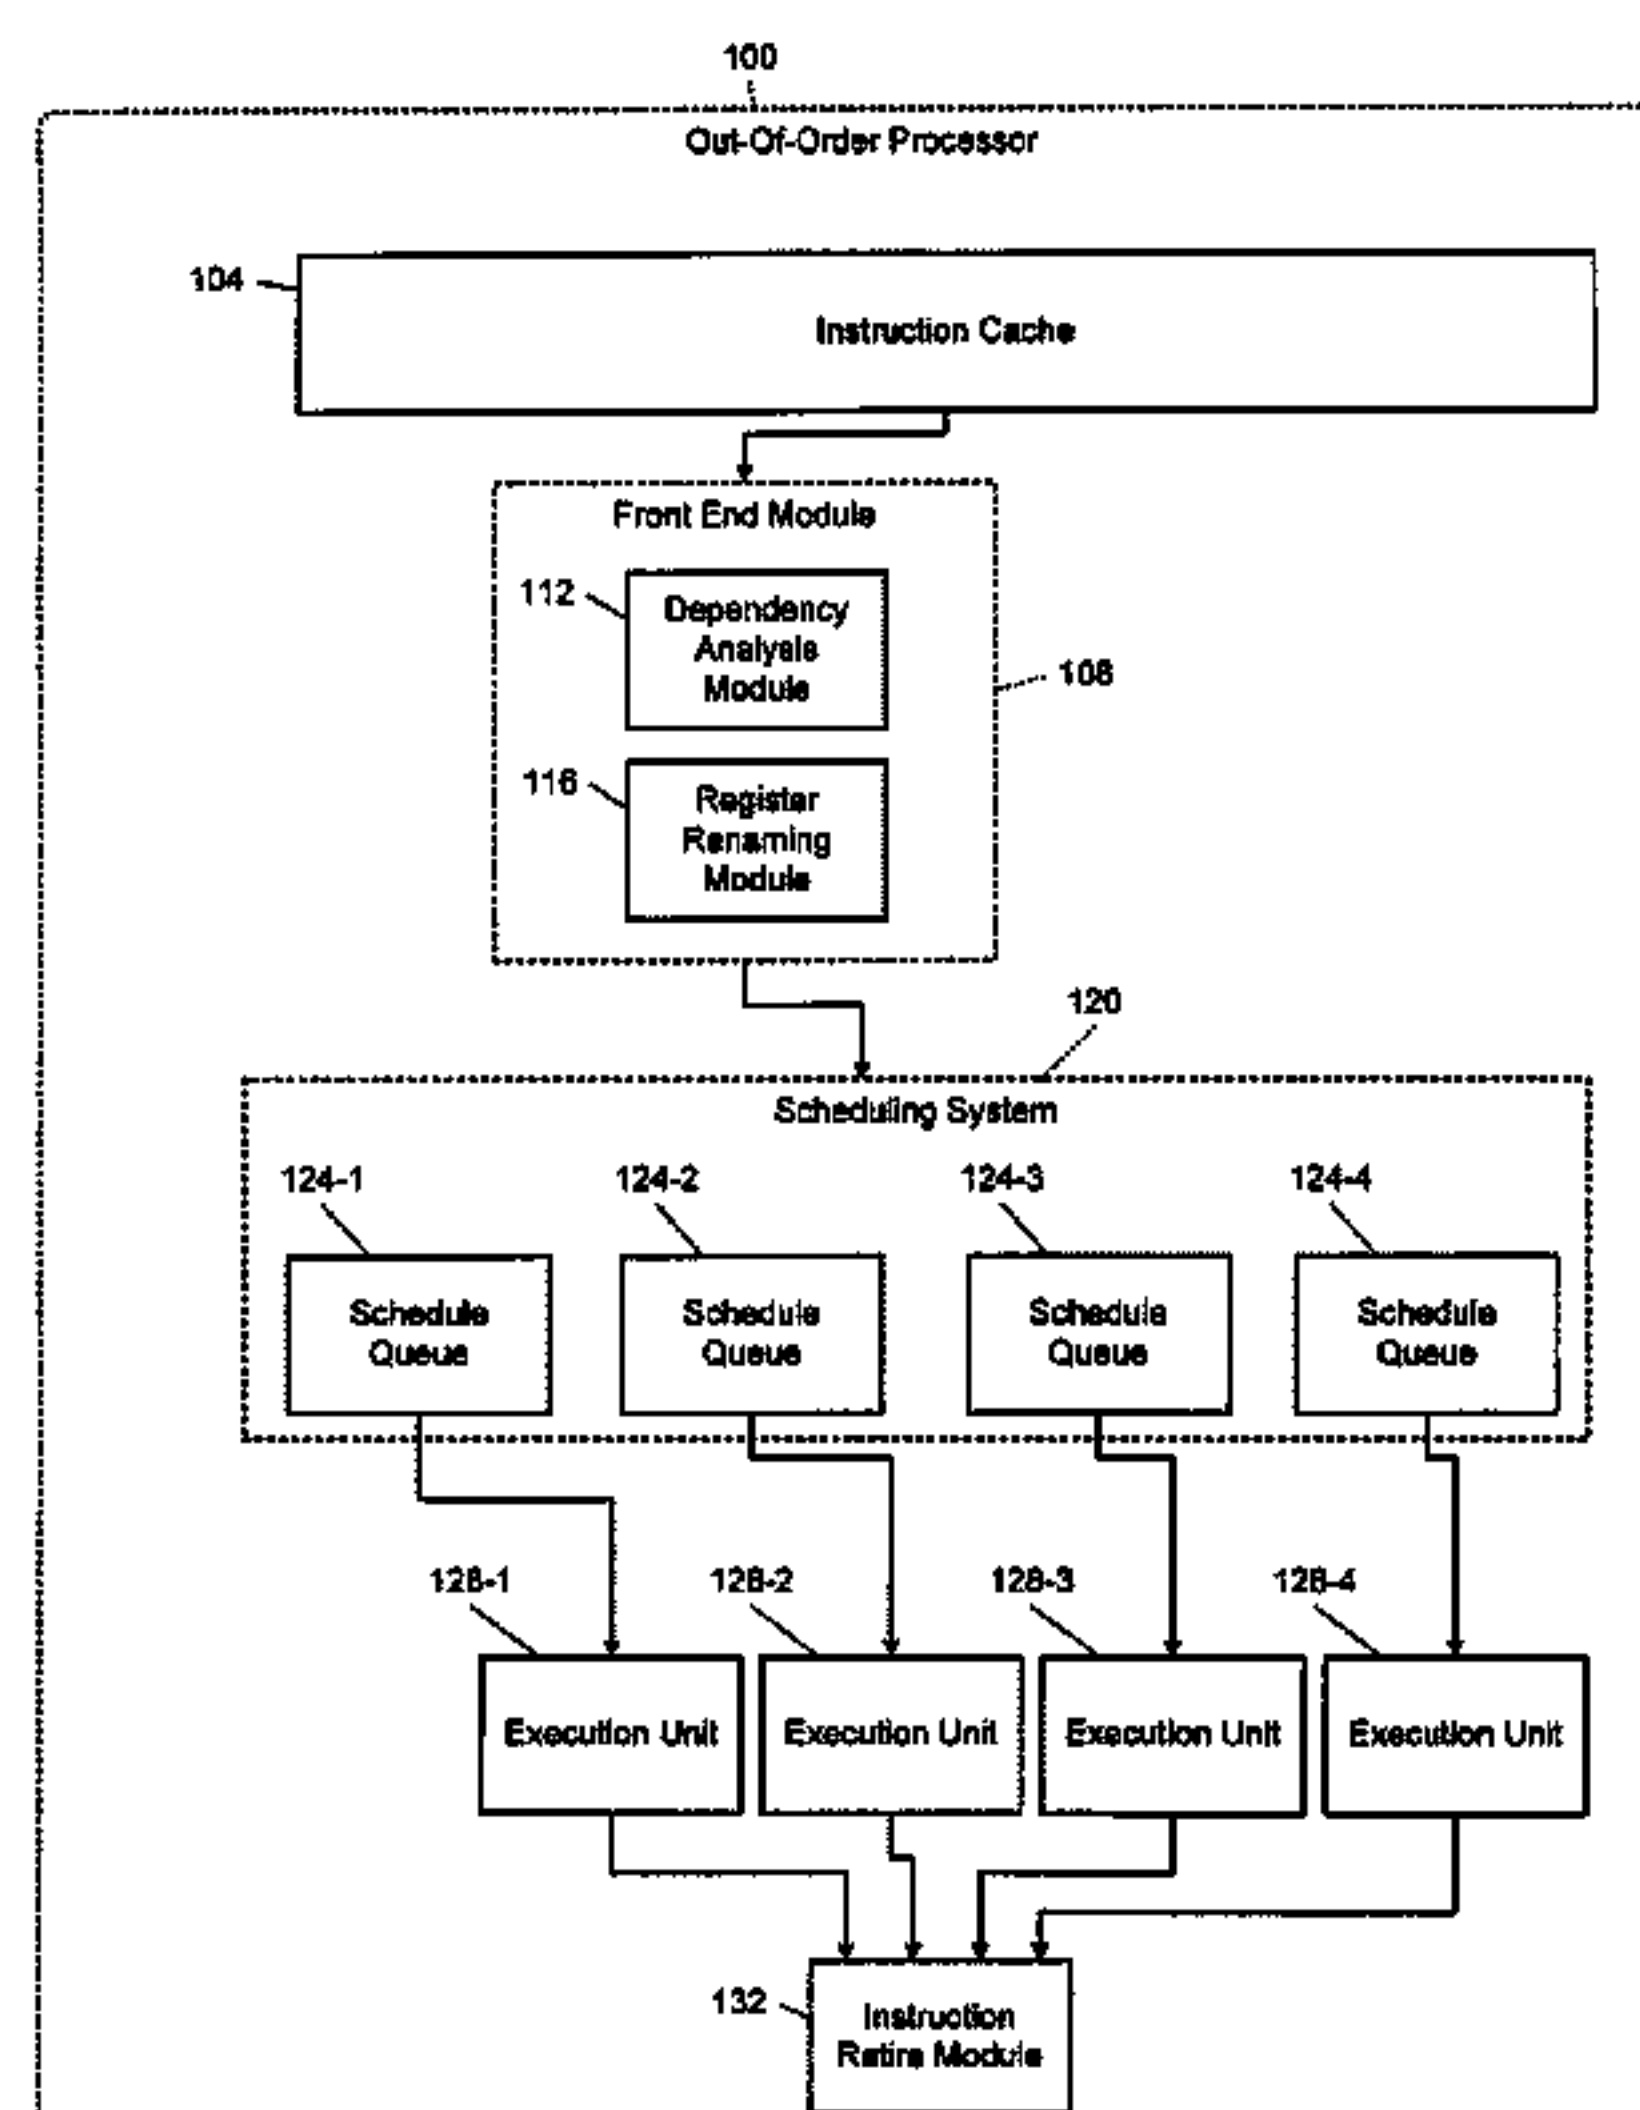 100
Out-Of-Order Processor
104
Instruction Cache
Front End Module
112
Dependency
Analysis
Module
108
116
Register
Renaming
Module
120
Scheduling System
124-1
124-2
124-3
124-4
Schedule
Queue
Schedule
Queue
Schedule
Queue
Schedule
Queue
128-1
128-2
128-3
128-4
Execution Unit
Execution Unit
Execution Unit
Execution Unit
132
Instruction
Retire Module